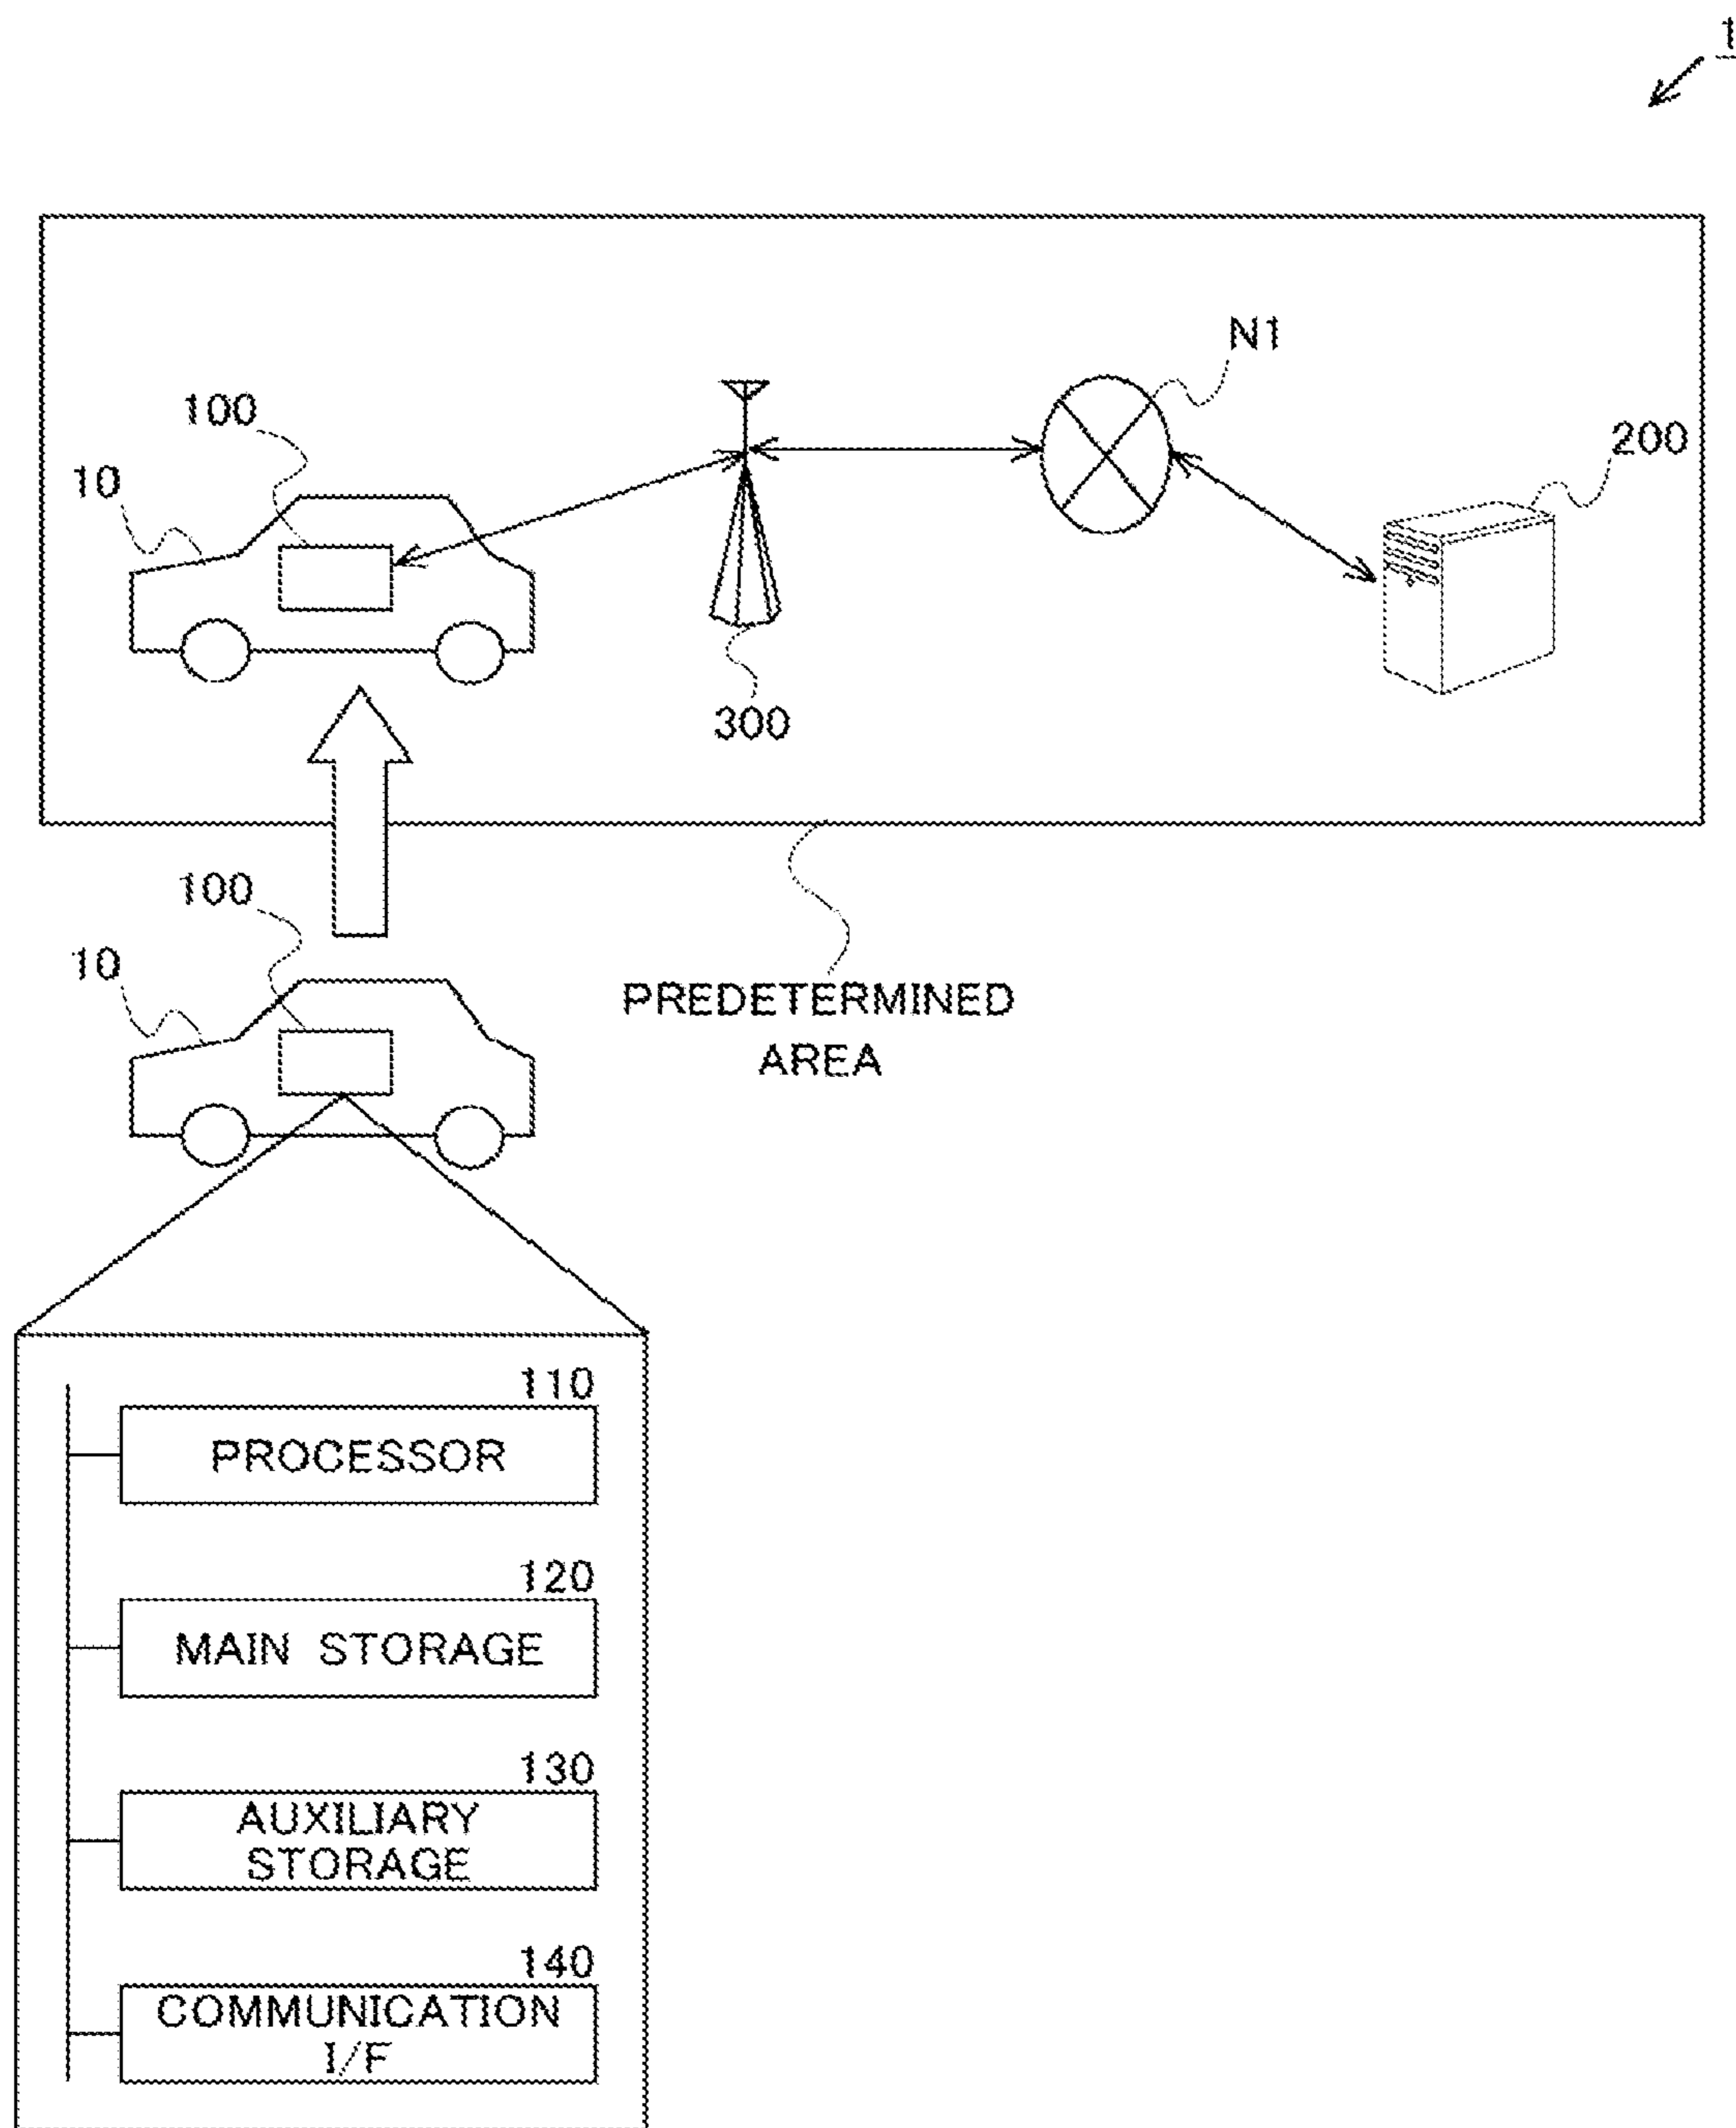 1
N1
100
200
10
300
100
10
PREDETERMINED
AREA
110
PROCESSOR
120
MAIN STORAGE
130
AUXILIARY
STORAGE
140
COMMUNICATION
I/F